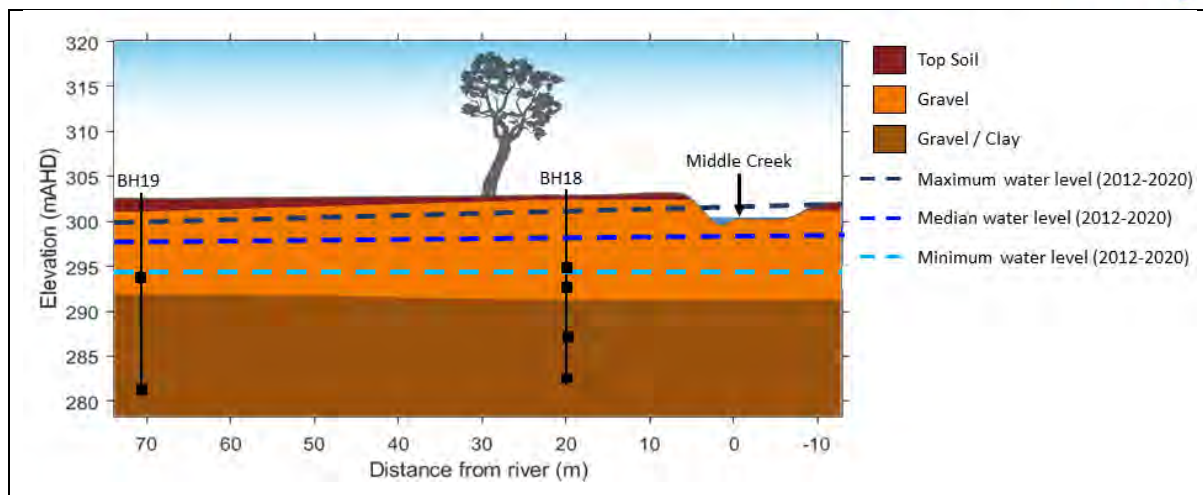 320
315
310
305
300
295
290
285
280
Elevation (mAHD)
BH19
BH18
Middle Creek
70
60
50
40
30
20
10
0
-10
Distance from river (m)
Top Soil
Gravel
Gravel / Clay
Maximum water level (2012-2020)
Median water level (2012-2020)
Minimum water level (2012-2020)